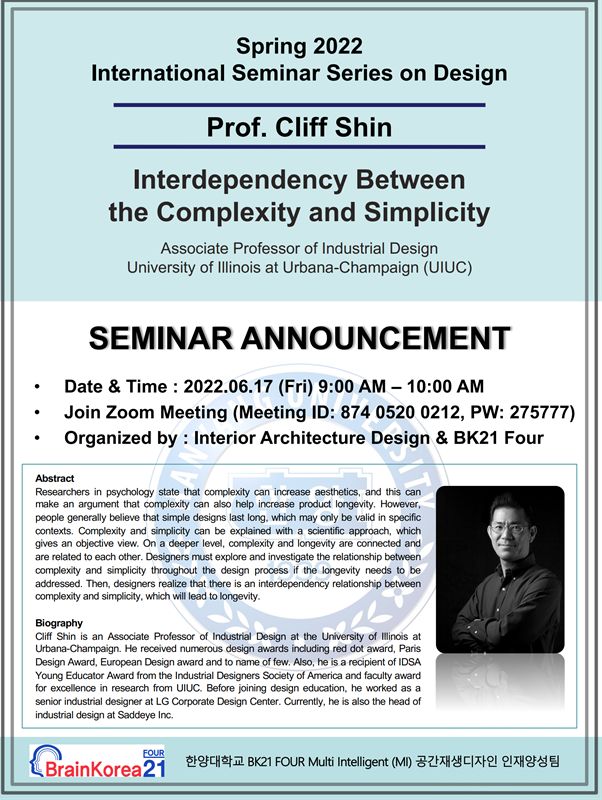 Spring 2022
International Seminar Series on Design
Prof. Cliff Shin
Interdependency Between
the Complexity and Simplicity
Associate Professor of Industrial Design
University of Illinois at Urbana-Champaign (UIUC)
SEMINAR ANNOUNCEMENT
• Date & Time : 2022.06.17 (Fri) 9:00 AM – 10:00 AM
• Join Zoom Meeting (Meeting ID: 874 0520 0212, PW: 275777)
• Organized by : Interior Architecture Design & BK21 Four
Abstract
Researchers in psychology state that complexity can increase aesthetics, and this can
make an argument that complexity can also help increase product longevity. However,
people generally believe that simple designs last long, which may only be valid in specific
contexts. Complexity and simplicity can be explained with a scientific approach, which
gives an objective view. On a deeper level, complexity and longevity are connected and
are related to each other. Designers must explore and investigate the relationship between
complexity and simplicity throughout the design process if the longevity needs to be
addressed. Then, designers realize that there is an interdependency relationship between
complexity and simplicity, which will lead to longevity.
Biography
Cliff Shin is an Associate Professor of Industrial Design at the University of Illinois at
Urbana-Champaign. He received numerous design awards including red dot award, Paris
Design Award, European Design award and to name of few. Also, he is a recipient of IDSA
Young Educator Award from the Industrial Designers Society of America and faculty award
for excellence in research from UIUC. Before joining design education, he worked as a
senior industrial designer at LG Corporate Design Center. Currently, he is also the head of
industrial design at Saddeye Inc.
1939
FOUR
BrainKorea21
한양대학교 BK21 FOUR Multi Intelligent (MI) 공간재생디자인 인재양성팀